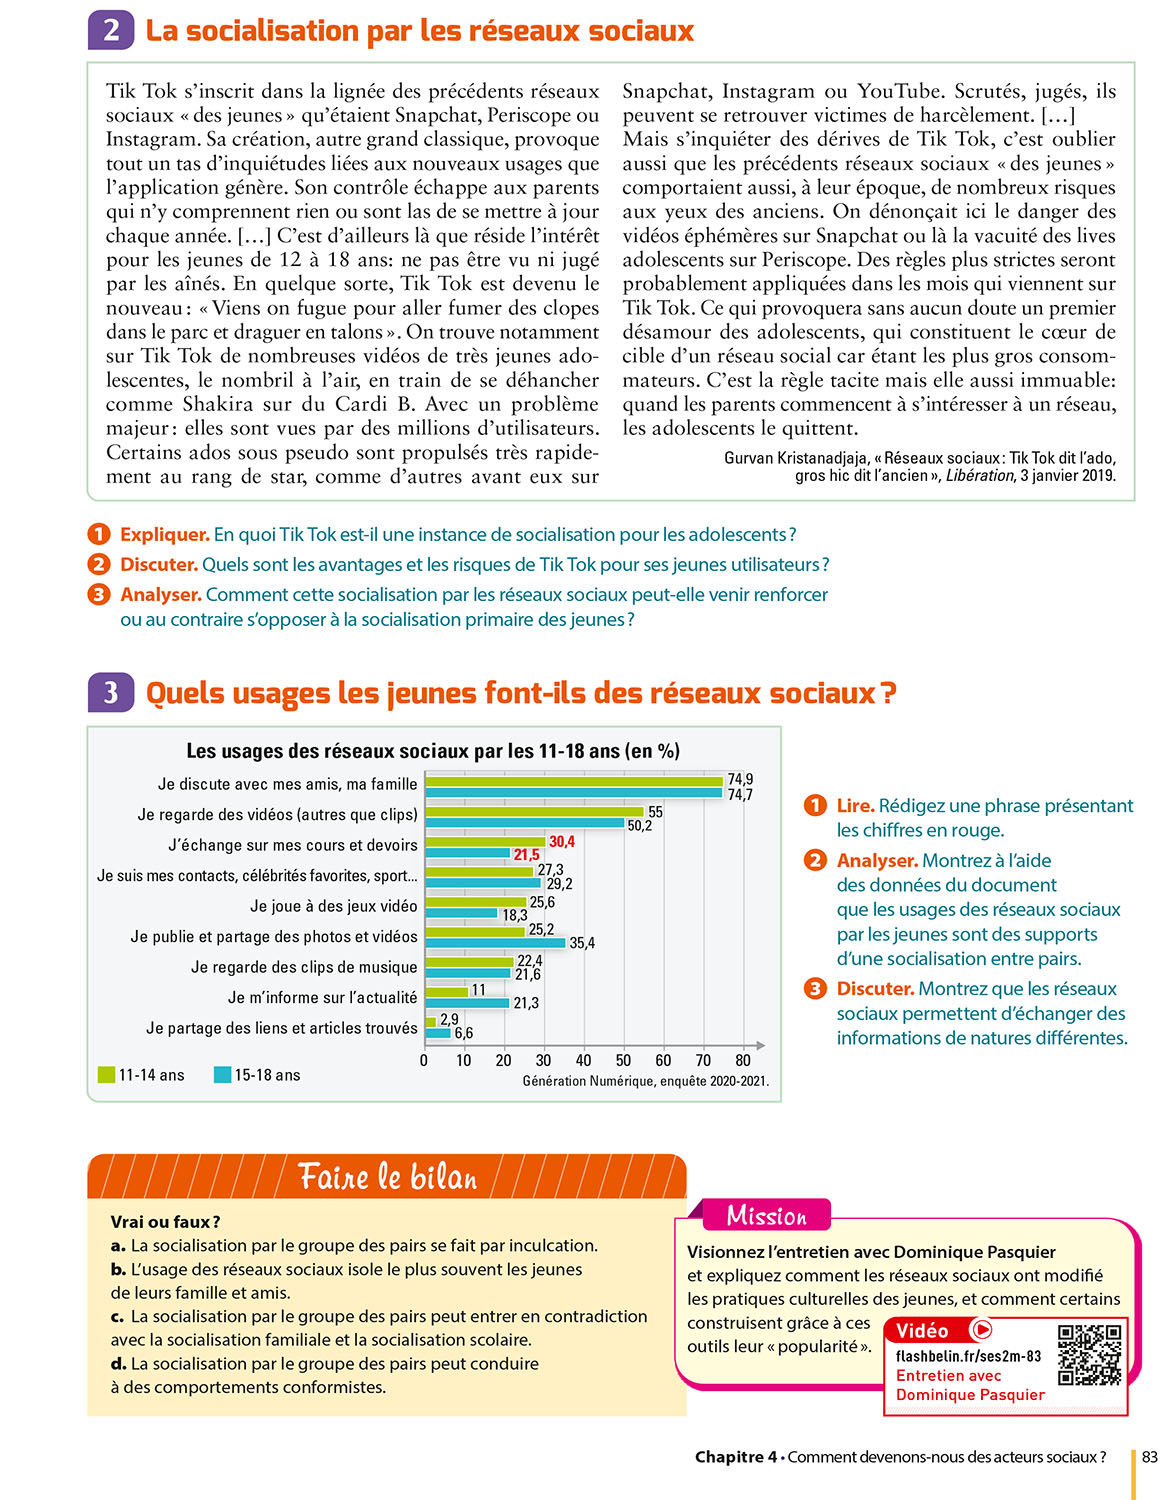 2 La socialisation par les réseaux sociaux
Tik Tok s’inscrit dans la lignée des précédents réseaux
sociaux « des jeunes » qu’étaient Snapchat, Periscope ou
Instagram. Sa création, autre grand classique, provoque
tout un tas d’inquiétudes liées aux nouveaux usages que
l’application génère. Son contrôle échappe aux parents
qui n’y comprennent rien ou sont las de se mettre à jour
chaque année. […] C’est d’ailleurs là que réside l’intérêt
pour les jeunes de 12 à 18 ans: ne pas être vu ni jugé
par les aînés. En quelque sorte, Tik Tok est devenu le
nouveau : « Viens on fugue pour aller fumer des clopes
dans le parc et draguer en talons ». On trouve notamment
sur Tik Tok de nombreuses vidéos de très jeunes ado-
lescentes, le nombril à l’air, en train de se déhancher
comme Shakira sur du Cardi B. Avec un problème
majeur : elles sont vues par des millions d’utilisateurs.
Certains ados sous pseudo sont propulsés très rapide-
ment au rang de star, comme d’autres avant eux sur
Snapchat, Instagram ou YouTube. Scrutés, jugés, ils
peuvent se retrouver victimes de harcèlement. […]
Mais s’inquiéter des dérives de Tik Tok, c’est oublier
aussi que les précédents réseaux sociaux « des jeunes »
comportaient aussi, à leur époque, de nombreux risques
aux yeux des anciens. On dénonçait ici le danger des
vidéos éphémères sur Snapchat ou là la vacuité des lives
adolescents sur Periscope. Des règles plus strictes seront
probablement appliquées dans les mois qui viennent sur
Tik Tok. Ce qui provoquera sans aucun doute un premier
désamour des adolescents, qui constituent le cœur de
cible d’un réseau social car étant les plus gros consom-
mateurs. C’est la règle tacite mais elle aussi immuable:
quand les parents commencent à s’intéresser à un réseau,
les adolescents le quittent.
Gurvan Kristanadjaja, « Réseaux sociaux : Tik Tok dit l’ado,
gros hic dit l’ancien », Libération, 3 janvier 2019.
1 Expliquer. En quoi Tik Tok est-il une instance de socialisation pour les adolescents ?
2 Discuter. Quels sont les avantages et les risques de Tik Tok pour ses jeunes utilisateurs ?
3 Analyser. Comment cette socialisation par les réseaux sociaux peut-elle venir renforcer
ou au contraire s’opposer à la socialisation primaire des jeunes ?
3 Quels usages les jeunes font-ils des réseaux sociaux ?
Les usages des réseaux sociaux par les 11-18 ans (en %)
Je discute avec mes amis, ma famille 74,9
74,7
Je regarde des vidéos (autres que clips) 55
50,2
J’échange sur mes cours et devoirs 30,4
21,5
Je suis mes contacts, célébrités favorites, sport... 27,3
29,2
Je joue à des jeux vidéo 25,6
18,3
Je publie et partage des photos et vidéos 25,2
35,4
Je regarde des clips de musique 22,4
21,6
Je m’informe sur l’actualité 11
21,3
Je partage des liens et articles trouvés 2,9
6,6
0 10 20 30 40 50 60 70 80
11-14 ans 15-18 ans
Génération Numérique, enquête 2020-2021.
1 Lire. Rédigez une phrase présentant
les chiffres en rouge.
2 Analyser. Montrez à l’aide
des données du document
que les usages des réseaux sociaux
par les jeunes sont des supports
d’une socialisation entre pairs.
3 Discuter. Montrez que les réseaux
sociaux permettent d’échanger des
informations de natures différentes.
Faire le bilan
Vrai ou faux ?
a. La socialisation par le groupe des pairs se fait par inculcation.
b. L’usage des réseaux sociaux isole le plus souvent les jeunes
de leurs famille et amis.
c. La socialisation par le groupe des pairs peut entrer en contradiction
avec la socialisation familiale et la socialisation scolaire.
d. La socialisation par le groupe des pairs peut conduire
à des comportements conformistes.
Mission
Visionnez l’entretien avec Dominique Pasquier
et expliquez comment les réseaux sociaux ont modifié
les pratiques culturelles des jeunes, et comment certains
construisent grâce à ces
outils leur « popularité ».
Vidéo
flashbelin.fr/ses2m-83
Entretien avec
Dominique Pasquier
Chapitre 4 • Comment devenons-nous des acteurs sociaux ? 83